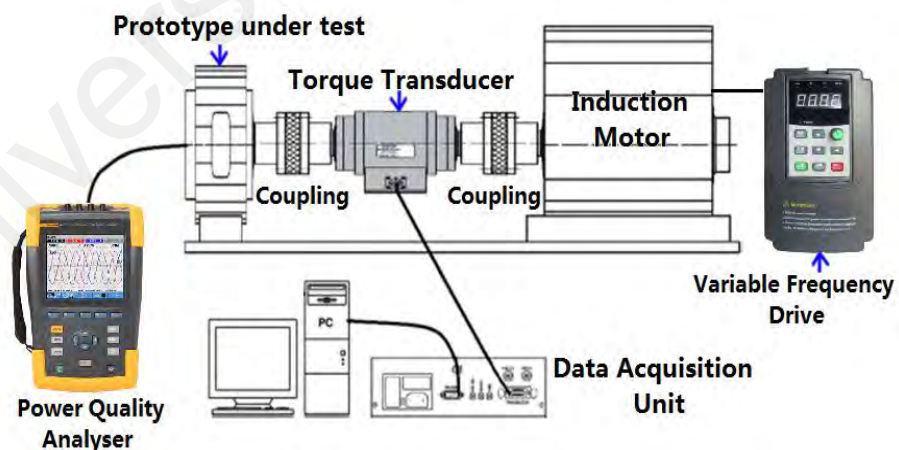 Prototype under test
Torque Transducer
Induction
Motor
Coupling
Coupling
PC
Variable Frequency
Drive
Data Acquisition
Unit
Power Quality
Analyser